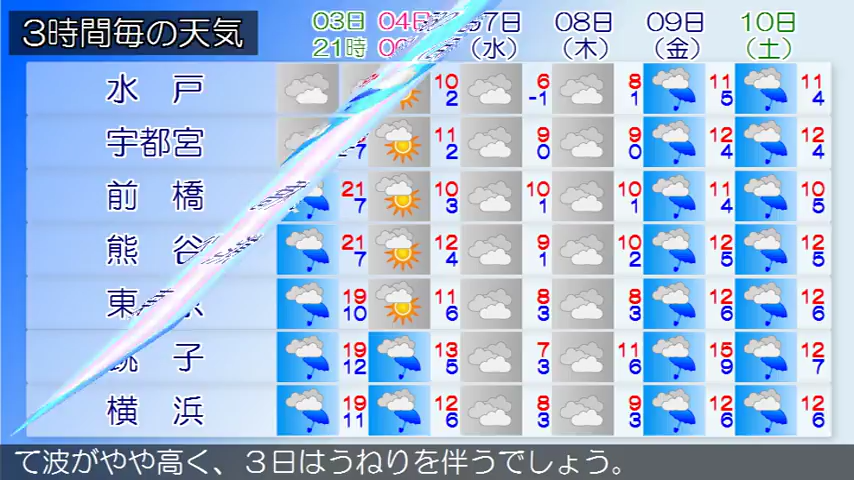 3時間毎の天気
03日 04日 07日 08日 09日 10日
21時 (水) (木) (金) (土)
水 戸 10 2 6 -1 8 1 11 5 11 4
宇都宮 7 11 2 9 0 9 0 12 4 12 4
前 橋 21 7 10 3 10 1 10 1 11 4 10 5
熊 谷 21 7 12 4 9 1 10 2 12 5 12 5
東 京 19 10 11 6 8 3 8 3 12 6 12 6
銚 子 19 12 13 5 7 3 11 6 15 9 12 7
横 浜 19 11 12 6 8 3 9 3 12 6 12 6
て波がやや高く、３日はうねりを伴うでしょう。